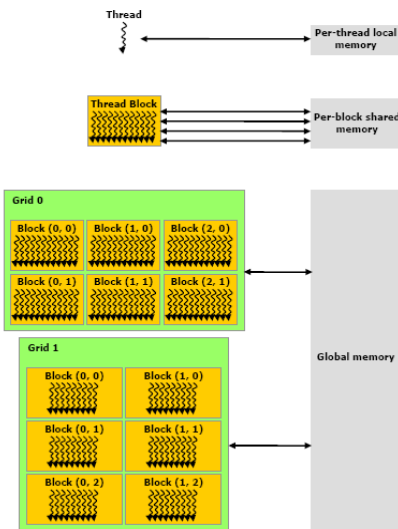 Thread
Per-thread local
memory
Thread Block
Per-block shared
memory
Grid 0
Block (0, 0) Block (1, 0) Block (2, 0)
Block (0, 1) Block (1, 1) Block (2, 1)
Grid 1
Global memory
Block (0, 0) Block (1, 0)
Block (0, 1) Block (1, 1)
Block (0, 2) Block (1, 2)